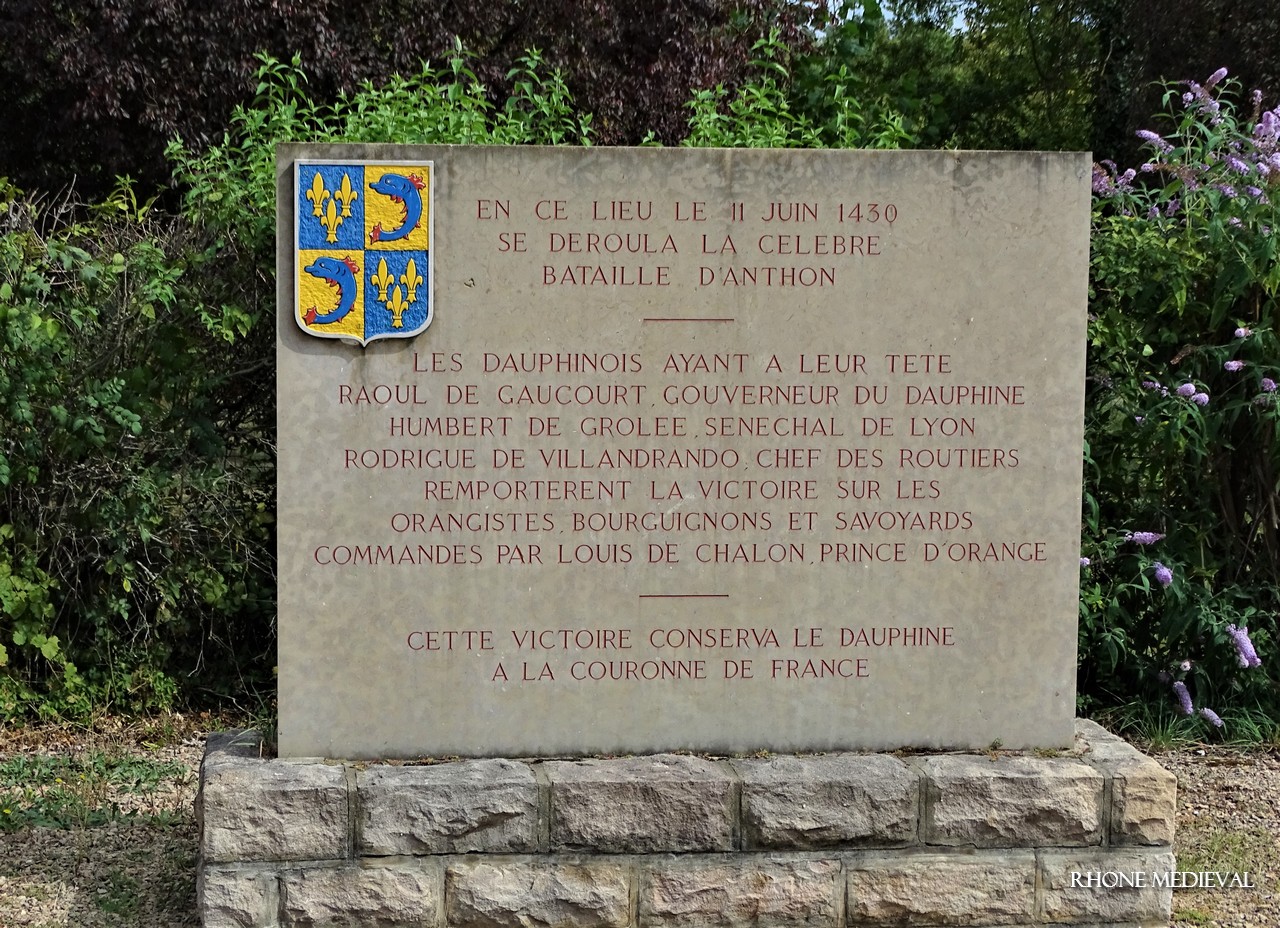 EN CE LIEU LE 11 JUIN 1430
SE DEROULA LA CELEBRE
BATAILLE D'ANTHON
LES DAUPHINOIS AYANT A LEUR TETE
RAOUL DE GAUCOURT, GOUVERNEUR DU DAUPHINE
HUMBERT DE GROLEE, SENECHAL DE LYON
RODRIGUE DE VILLANDRANDO, CHEF DES ROUTIERS
REMPORTERENT LA VICTOIRE SUR LES
ORANGISTES, BOURGUIGNONS ET SAVOYARDS
COMMANDES PAR LOUIS DE CHALON, PRINCE D'ORANGE
CETTE VICTOIRE CONSERVA LE DAUPHINE
A LA COURONNE DE FRANCE
RHONE MEDIEVAL